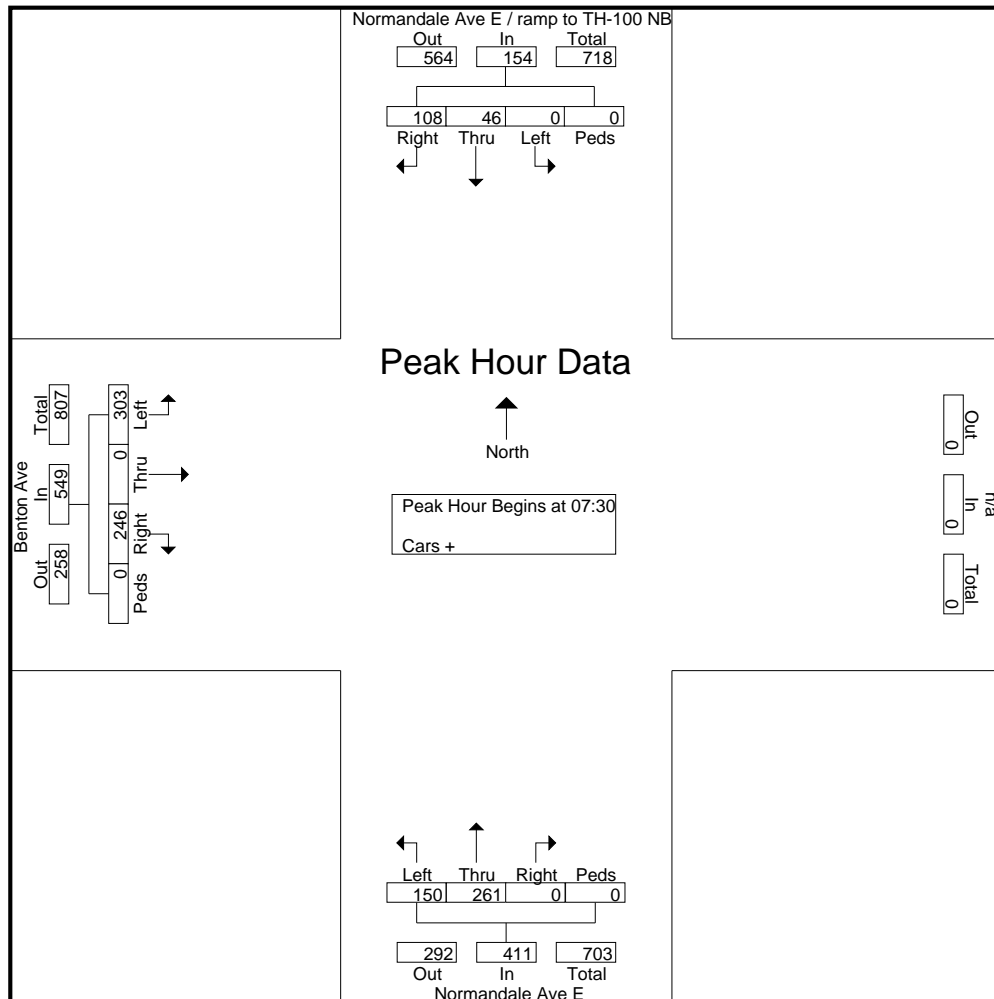 Normandale Ave E / ramp to TH-100 NB
Out In Total
564 154 718
108 46 0 0
Right Thru Left Peds
Peak Hour Data
North
Peak Hour Begins at 07:30
Cars +
Benton Ave
Out In Total
258 549 807
0 246 0 303
Peds Right Thru Left
n/a
Out In Total
0 0 0
Left Thru Right Peds
150 261 0 0
292 411 703
Out In Total
Normandale Ave E